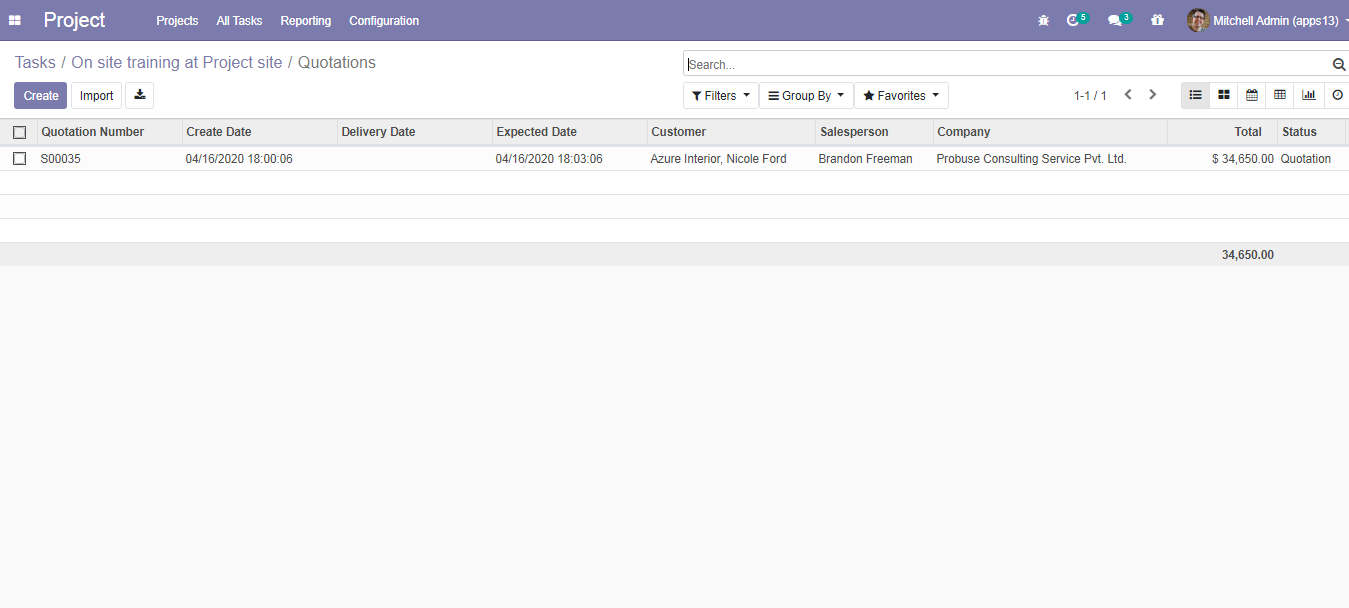 Project Projects All Tasks Reporting Configuration 5 3 Mitchell Admin (apps13)
Tasks / On site training at Project site / Quotations
Search...
Create Import Filters Group By Favorites 1-1 / 1
Quotation Number Create Date Delivery Date Expected Date Customer Salesperson Company Total Status
S00035 04/16/2020 18:00:06 04/16/2020 18:03:06 Azure Interior, Nicole Ford Brandon Freeman Probuse Consulting Service Pvt. Ltd. $ 34,650.00 Quotation
34,650.00